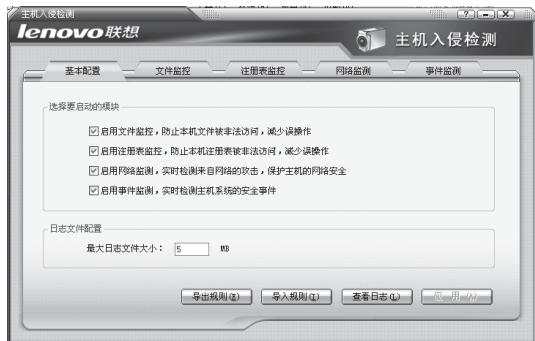 主机入侵检测
lenovo联想
主机入侵检测
基本配置 文件监控 注册表监控 网络监测 事件监测
选择要启动的模块
启用文件监控，防止本机文件被非法访问，减少误操作
启用注册表监控，防止本机注册表被非法访问，减少误操作
启用网络监测，实时检测来自网络的攻击，保护主机的网络安全
启用事件监测，实时检测主机系统的安全事件
日志文件配置
最大日志文件大小： 5 MB
导出规则(E) 导入规则(I) 查看日志(L) 应 用(A)